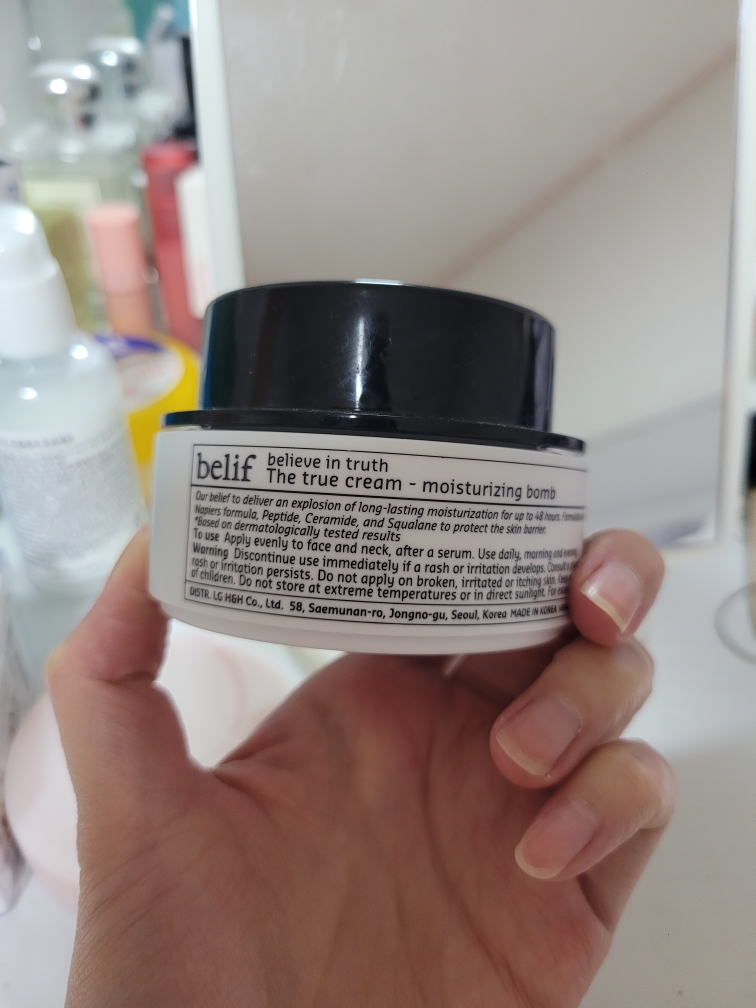 belif
believe in truth
The true cream - moisturizing bomb
Our belief to deliver an explosion of long-lasting moisturization for up to 48 hours.
Napiers formula, Peptide, Ceramide, and Squalane to protect the skin barrier.
*Based on dermatologically tested results
To use Apply evenly to face and neck, after a serum. Use daily, morning and evening.
Warning Discontinue use immediately if a rash or irritation develops. Consult a
rash or irritation persists. Do not apply on broken, irritated or itching skin. Keep
of children. Do not store at extreme temperatures or in direct sunlight. For
DISTR. LG H&H Co., Ltd. 58, Saemunan-ro, Jongno-gu, Seoul, Korea MADE IN KOREA